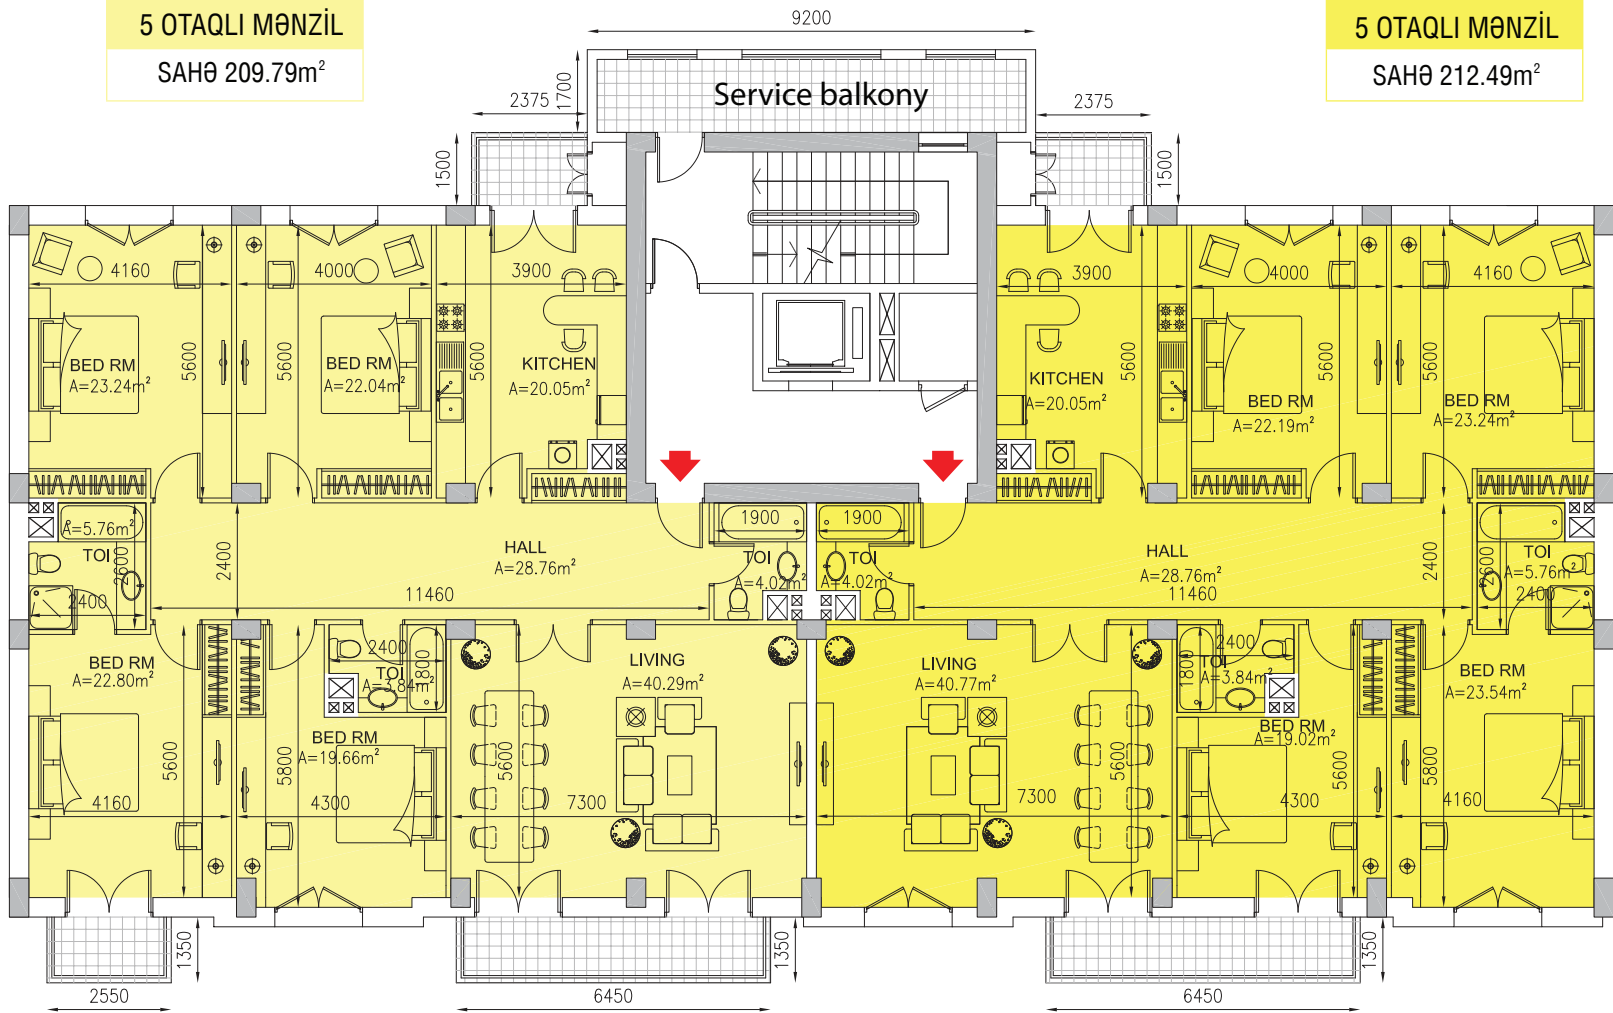 5 OTAQLI MƏNZİL
SAHƏ 209.79m²
5 OTAQLI MƏNZİL
SAHƏ 212.49m²
9200
Service balkony
2375
1700
2375
1500
1500
4160
4000
3900
3900
4000
4160
BED RM
A=23.24m²
5600
5600
BED RM
A=22.04m²
5600
KITCHEN
A=20.05m²
KITCHEN
A=20.05m²
5600
BED RM
A=22.19m²
5600
5600
BED RM
A=23.24m²
A=5.76m²
TOI
2600
2400
2400
HALL
A=28.76m²
11460
1900
TOI
A=4.02m²
1900
TOI
A=4.02m²
HALL
A=28.76m²
11460
2400
2600
TOI
A=5.76m²
2400
BED RM
A=22.80m²
5600
4160
2400
TOI
A=3.84m²
1800
BED RM
A=19.66m²
5800
4300
LIVING
A=40.29m²
5600
7300
LIVING
A=40.77m²
7300
5600
1800
2400
TOI
A=3.84m²
BED RM
A=19.02m²
4300
5600
BED RM
A=23.54m²
5800
4160
1350
2550
1350
6450
1350
6450